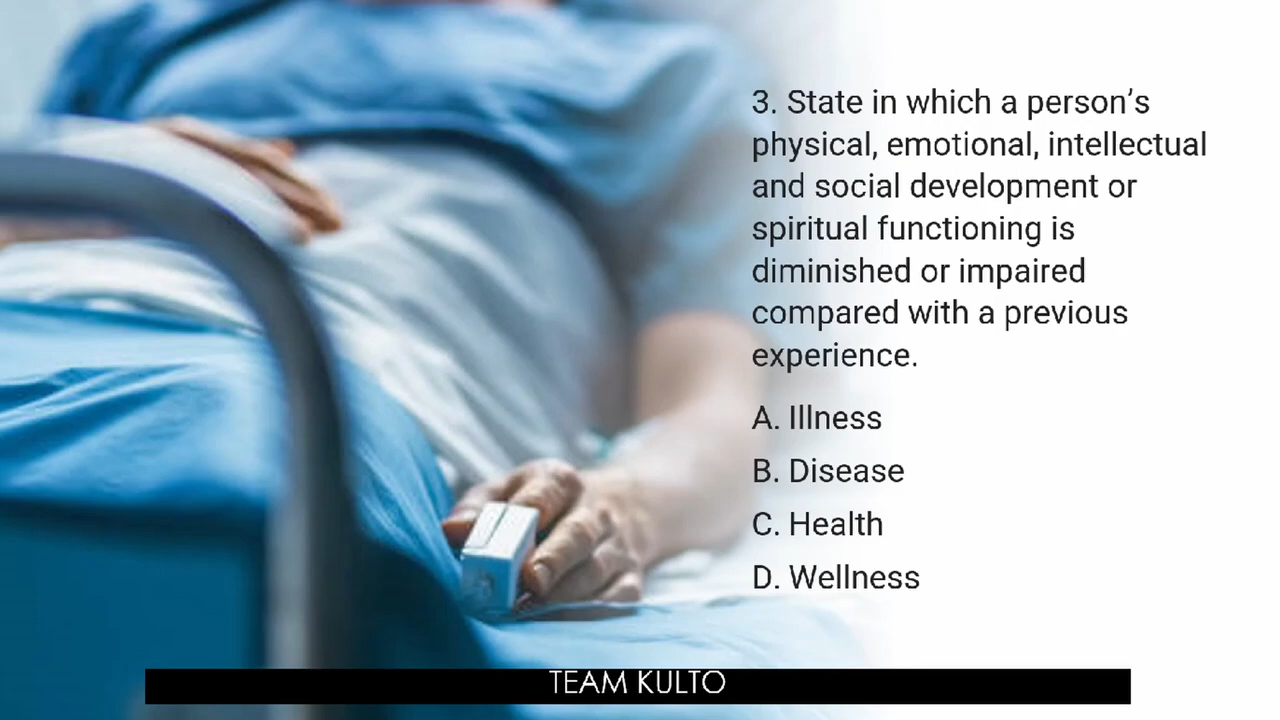 3. State in which a person’s
physical, emotional, intellectual
and social development or
spiritual functioning is
diminished or impaired
compared with a previous
experience.
A. Illness
B. Disease
C. Health
D. Wellness
TEAM KULTO